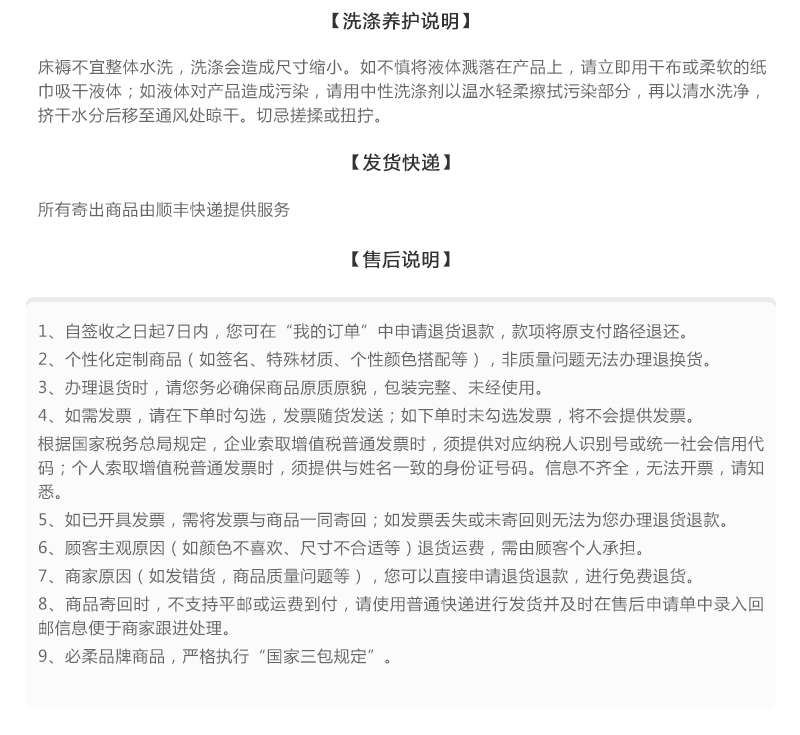 【洗涤养护说明】
床褥不宜整体水洗，洗涤会造成尺寸缩小。如不慎将液体溅落在产品上，请立即用干布或柔软的纸
巾吸干液体；如液体对产品造成污染，请用中性洗涤剂以温水轻柔擦拭污染部分，再以清水洗净，
挤干水分后移至通风处晾干。切忌搓揉或扭拧。
【发货快递】
所有寄出商品由顺丰快递提供服务
【售后说明】
1、自签收之日起7日内，您可在“我的订单”中申请退货退款，款项将原支付路径退还。
2、个性化定制商品（如签名、特殊材质、个性颜色搭配等），非质量问题无法办理退换货。
3、办理退货时，请您务必确保商品原质原貌，包装完整、未经使用。
4、如需发票，请在下单时勾选，发票随货发送；如下单时未勾选发票，将不会提供发票。
根据国家税务总局规定，企业索取增值税普通发票时，须提供对应纳税人识别号或统一社会信用代
码；个人索取增值税普通发票时，须提供与姓名一致的身份证号码。信息不齐全，无法开票，请知
悉。
5、如已开具发票，需将发票与商品一同寄回；如发票丢失或未寄回则无法为您办理退货退款。
6、顾客主观原因（如颜色不喜欢、尺寸不合适等）退货运费，需由顾客个人承担。
7、商家原因（如发错货，商品质量问题等），您可以直接申请退货退款，进行免费退货。
8、商品寄回时，不支持平邮或运费到付，请使用普通快递进行发货并及时在售后申请单中录入回
邮信息便于商家跟进处理。
9、必柔品牌商品，严格执行“国家三包规定”。